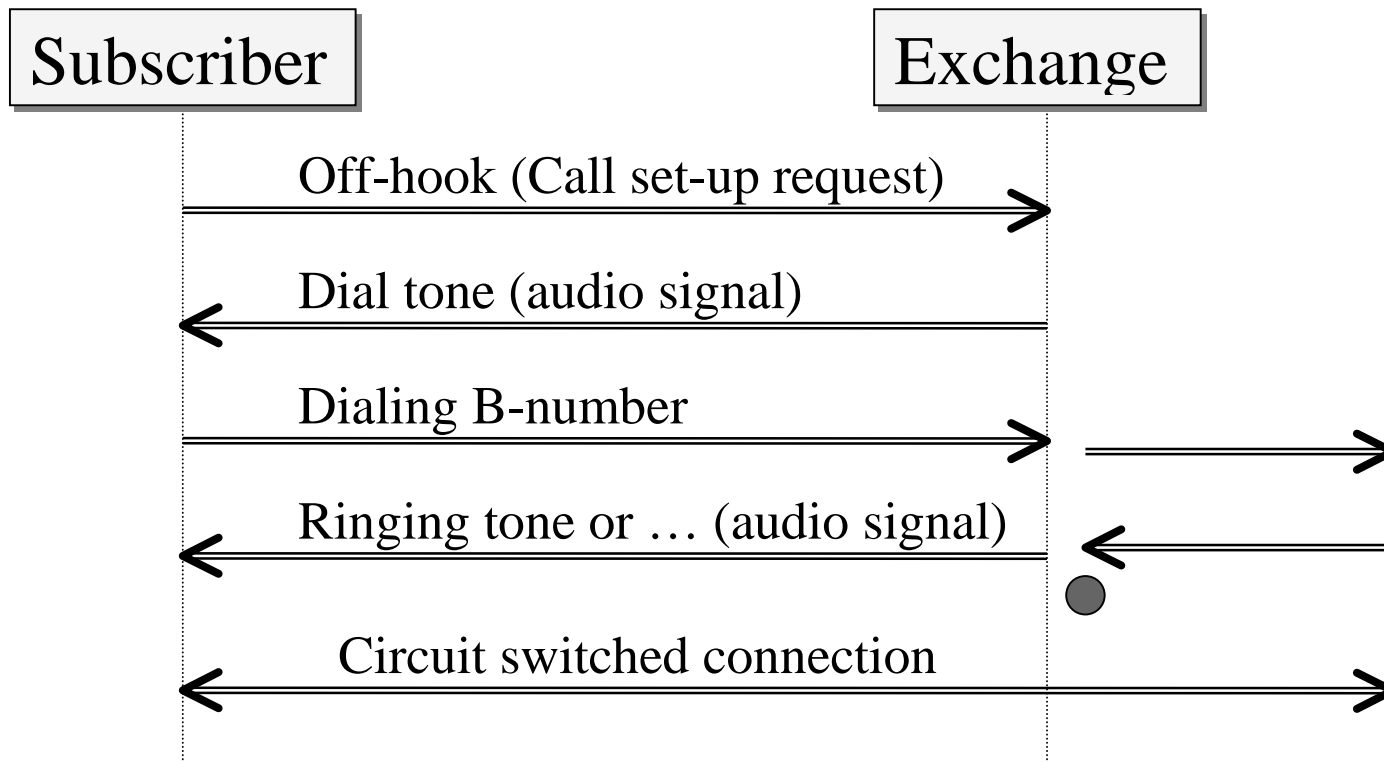 Subscriber
Exchange
Off-hook (Call set-up request)
Dial tone (audio signal)
Dialing B-number
Ringing tone or … (audio signal)
Circuit switched connection